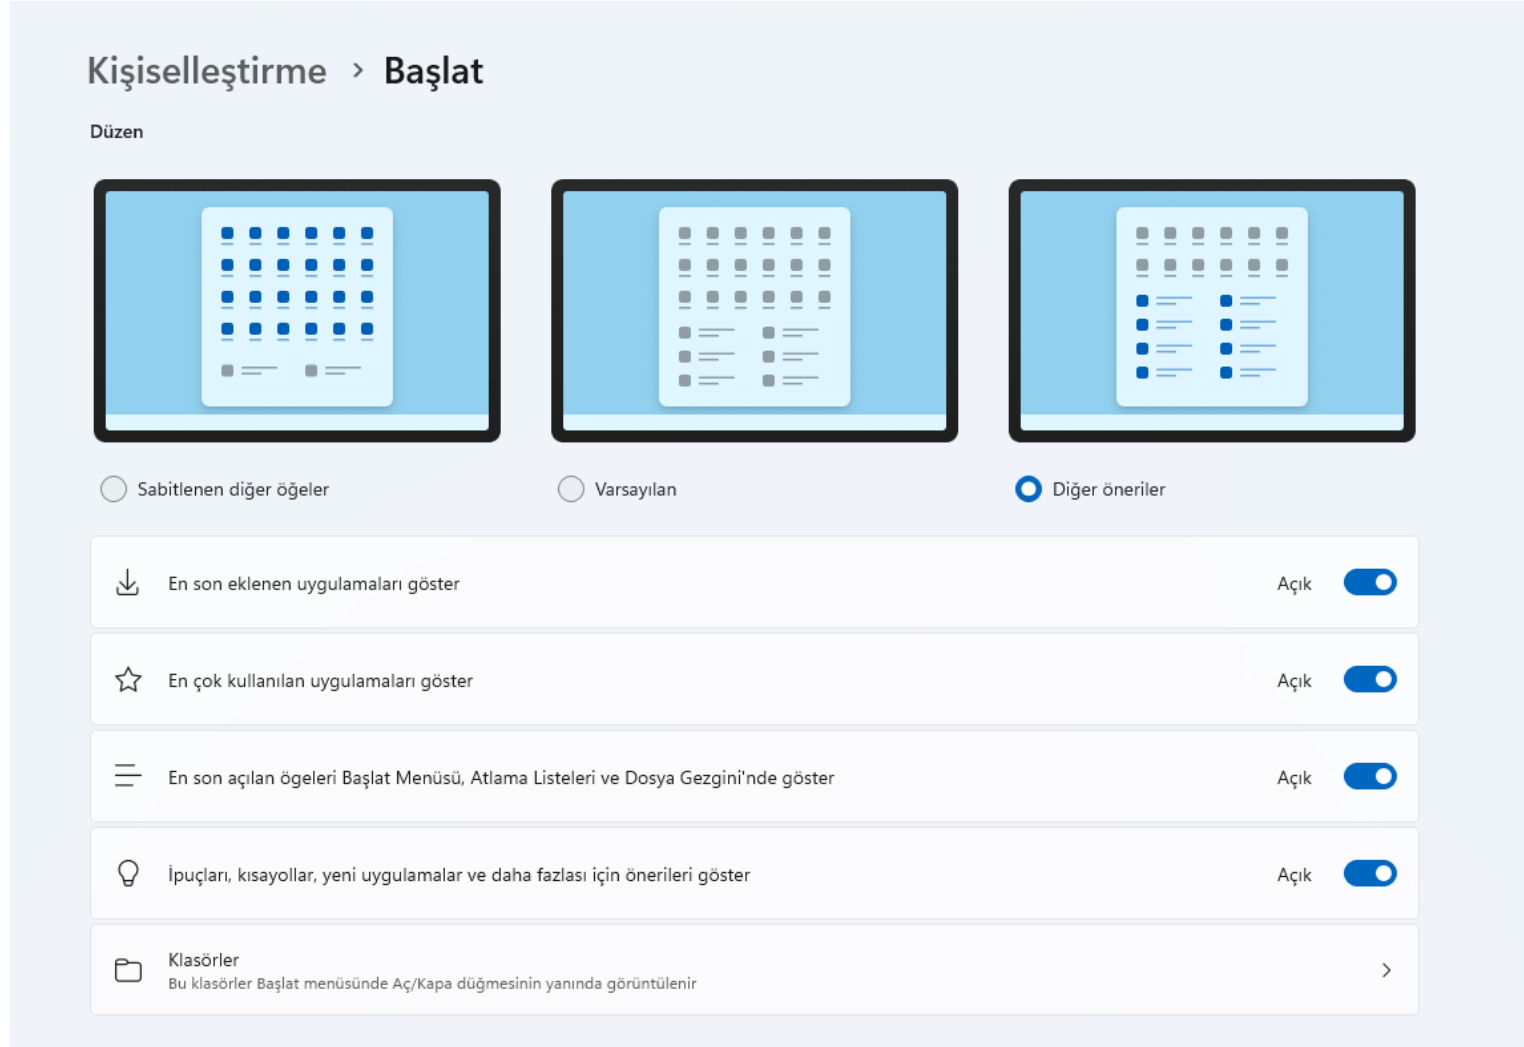 Kişiselleştirme > Başlat
Düzen
Sabitlenen diğer öğeler
Varsayılan
Diğer öneriler
En son eklenen uygulamaları göster
Açık
En çok kullanılan uygulamaları göster
Açık
En son açılan ögeleri Başlat Menüsü, Atlama Listeleri ve Dosya Gezgini'nde göster
Açık
İpuçları, kısayollar, yeni uygulamalar ve daha fazlası için önerileri göster
Açık
Klasörler
Bu klasörler Başlat menüsünde Aç/Kapa düğmesinin yanında görüntülenir